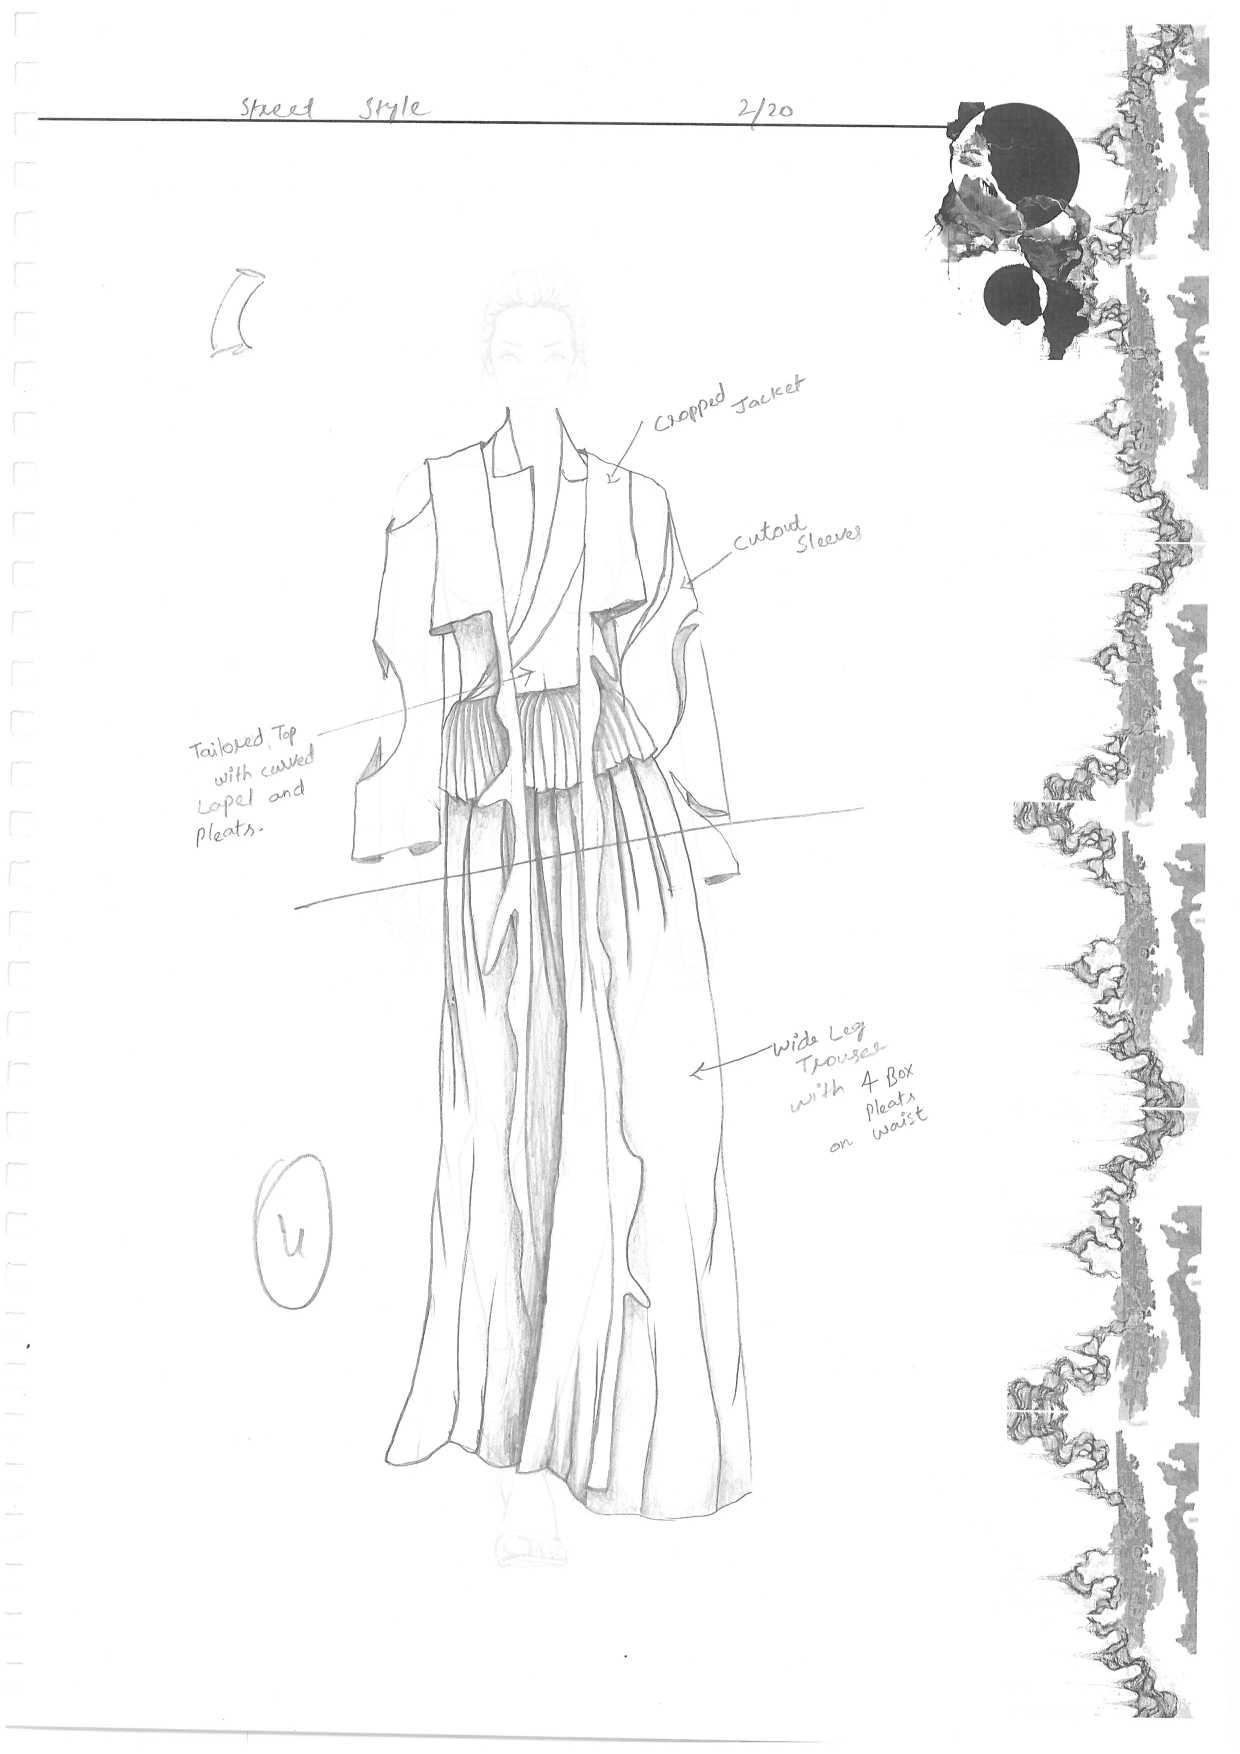 Street Style 2/20
Cropped Jacket
Cutout
Sleeves
Tailored Top
with curved
Lapel and
Pleats.
Wide Leg
Trouser
with 4 Box
Pleats
on waist